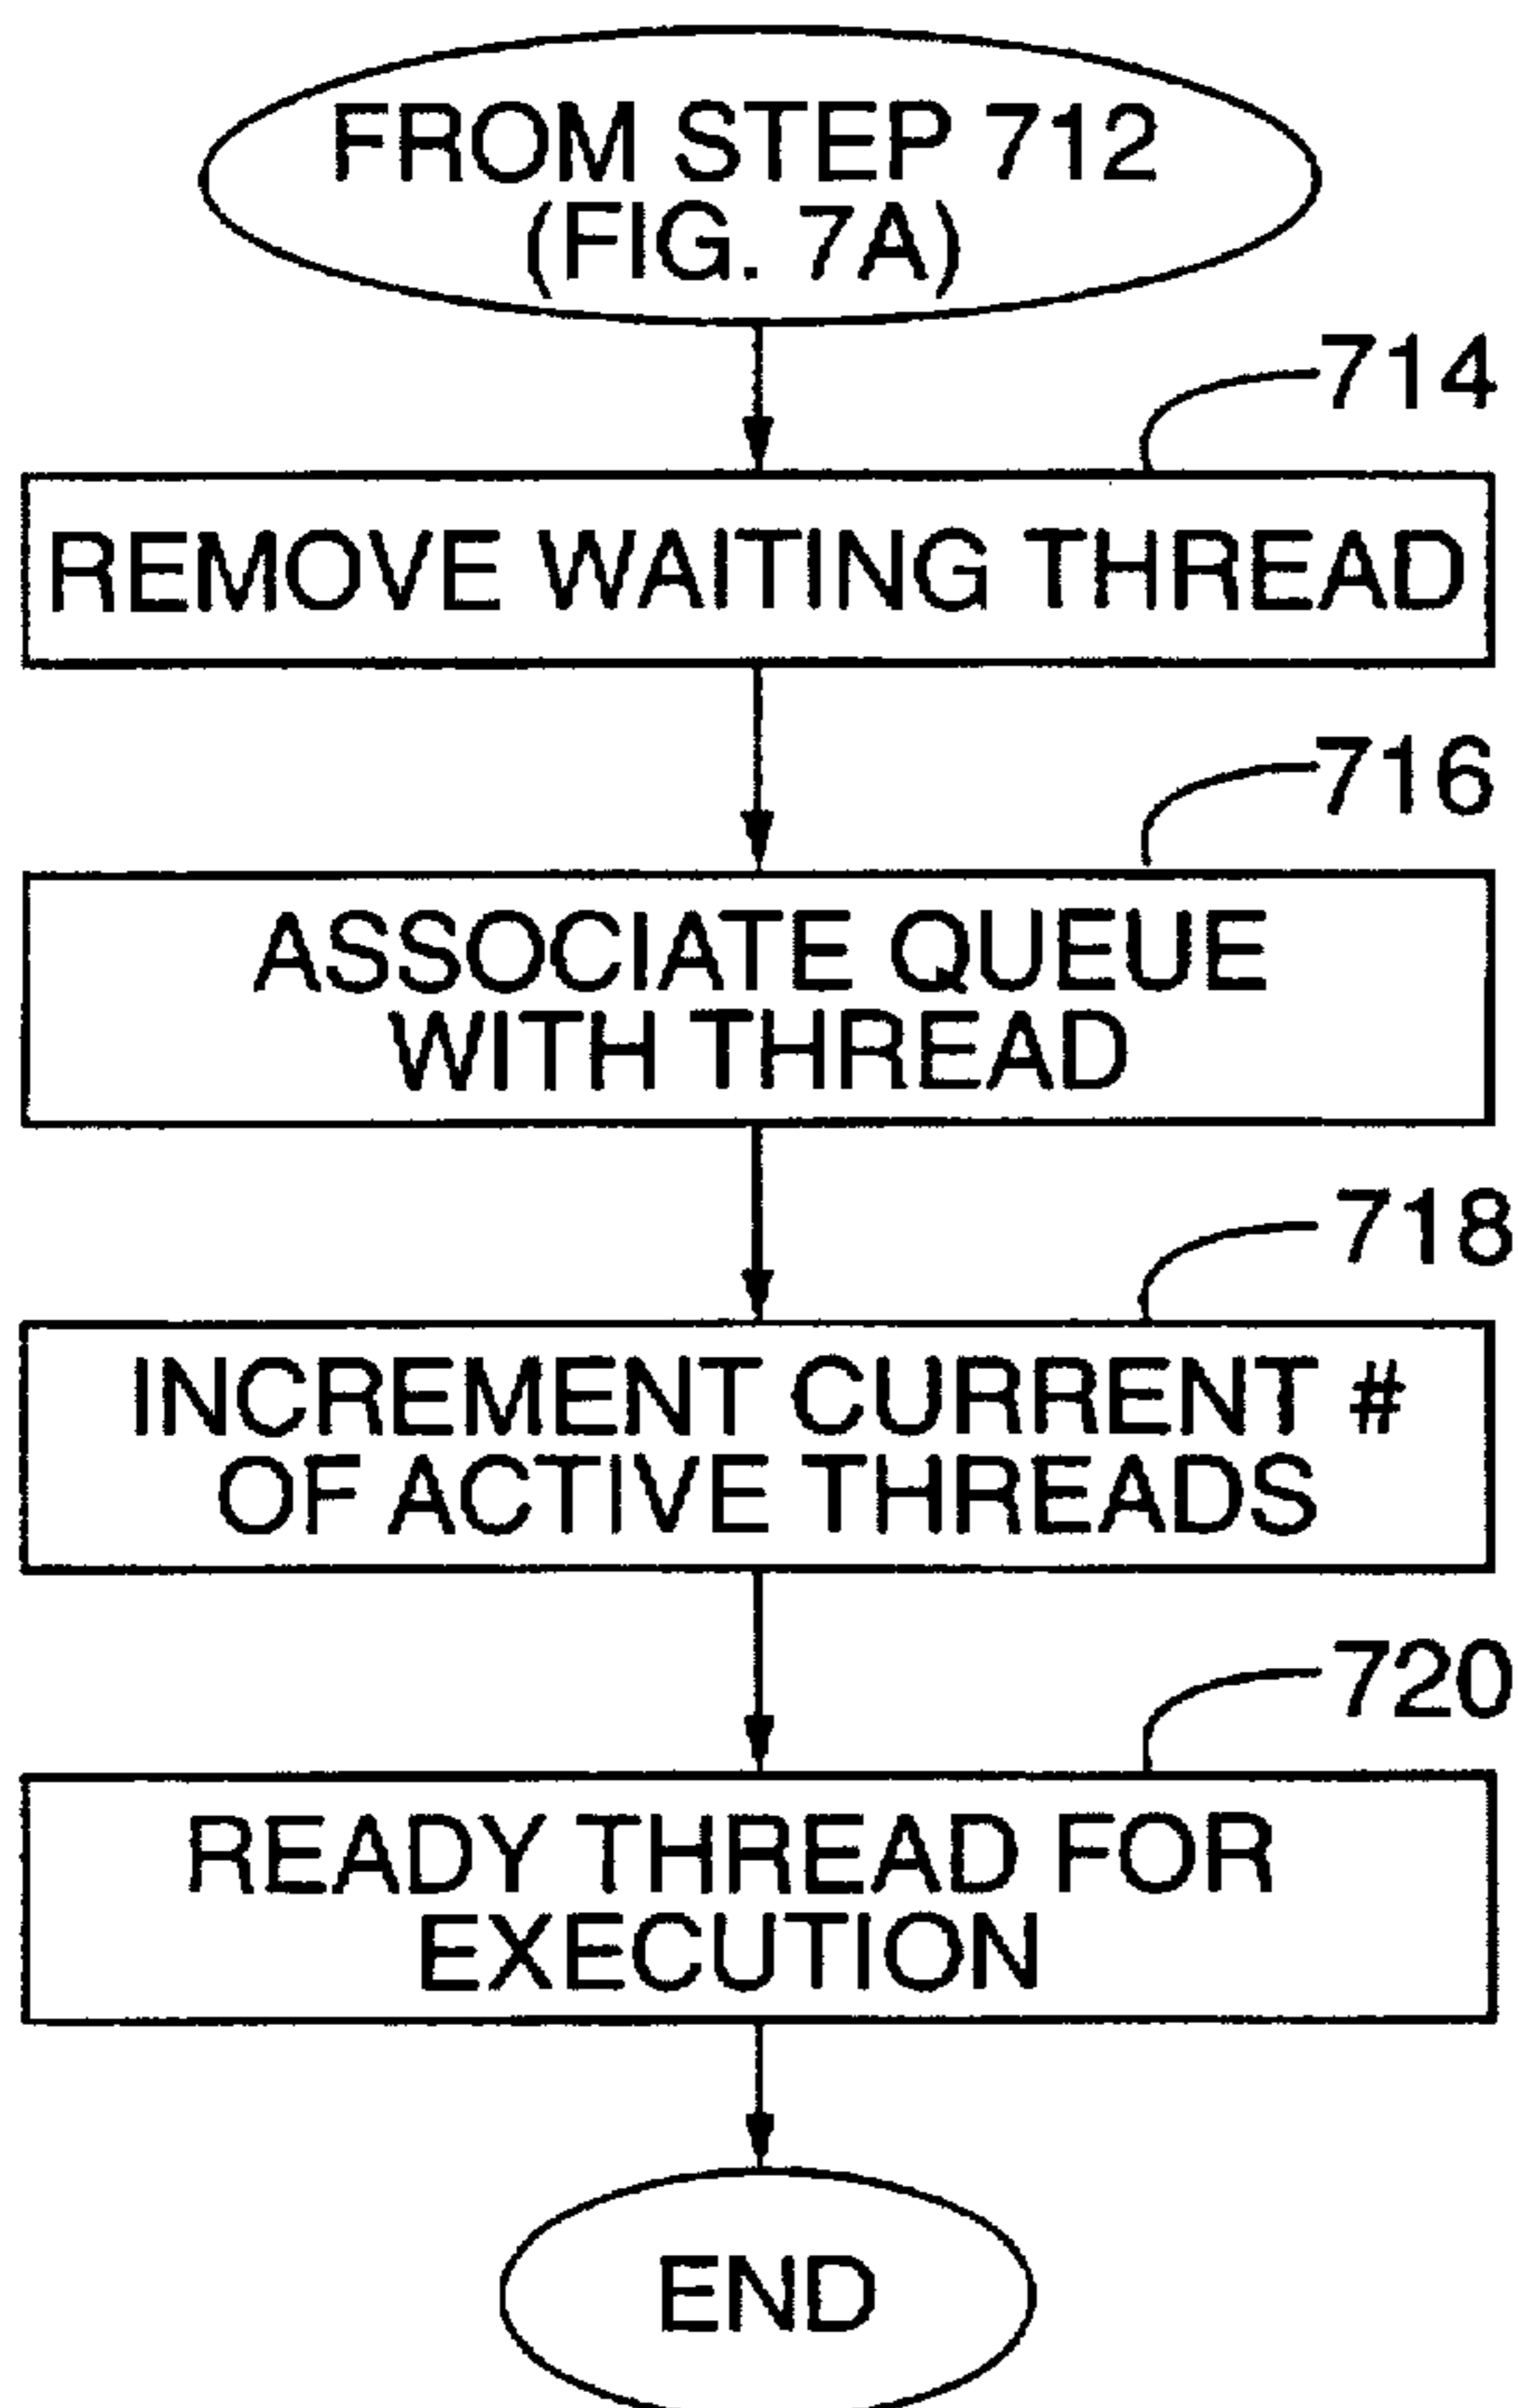 FROM STEP 712
(FIG. 7A)
714
REMOVE WAITING THREAD
716
ASSOCIATE QUEUE
WITH THREAD
718
INCREMENT CURRENT #
OF ACTIVE THREADS
720
READY THREAD FOR
EXECUTION
END